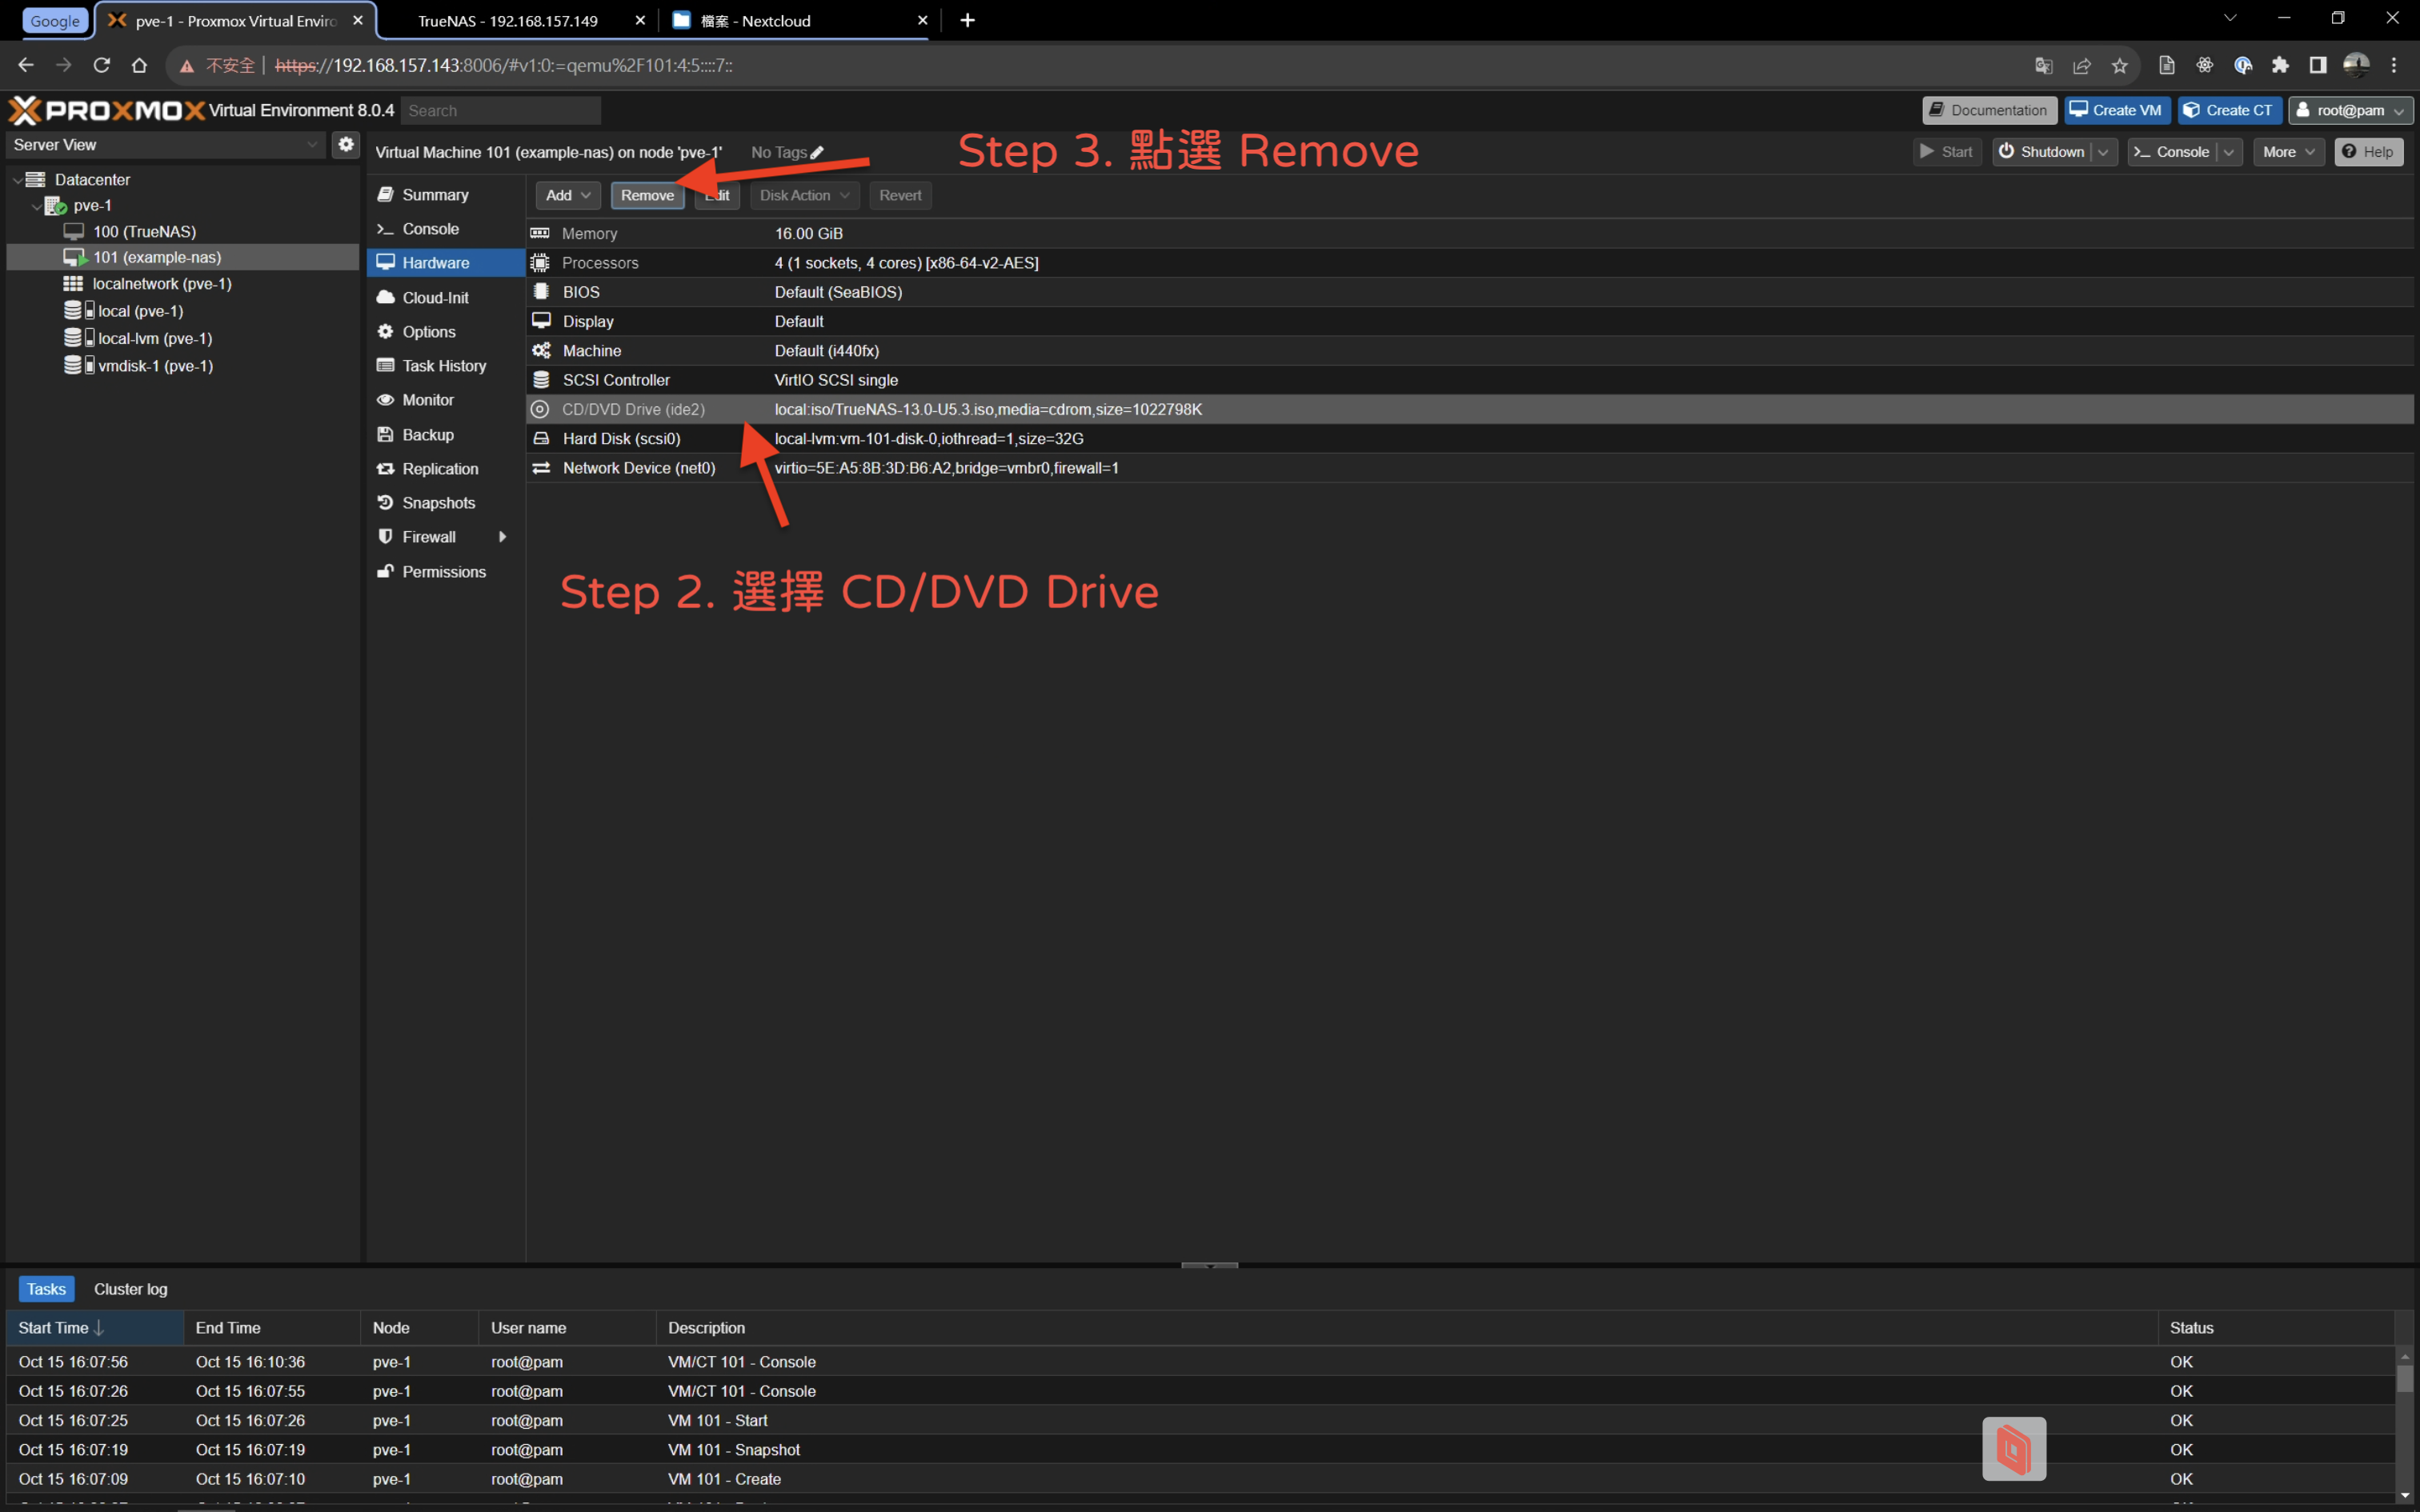 Google
pve-1 - Proxmox Virtual Enviro
TrueNAS - 192.168.157.149
檔案 - Nextcloud
不安全 https://192.168.157.143:8006/#v1:0:=qemu%2F101:4:5::::7::
PROXMOX Virtual Environment 8.0.4 Search
Documentation Create VM Create CT root@pam
Server View
Virtual Machine 101 (example-nas) on node 'pve-1' No Tags
Step 3. 點選 Remove
Start Shutdown Console More Help
Datacenter
pve-1
100 (TrueNAS)
101 (example-nas)
localnetwork (pve-1)
local (pve-1)
local-lvm (pve-1)
vmdisk-1 (pve-1)
Summary
Console
Hardware
Cloud-Init
Options
Task History
Monitor
Backup
Replication
Snapshots
Firewall
Permissions
Add Remove Edit Disk Action Revert
Memory 16.00 GiB
Processors 4 (1 sockets, 4 cores) [x86-64-v2-AES]
BIOS Default (SeaBIOS)
Display Default
Machine Default (i440fx)
SCSI Controller VirtIO SCSI single
CD/DVD Drive (ide2) local:iso/TrueNAS-13.0-U5.3.iso,media=cdrom,size=1022798K
Hard Disk (scsi0) local-lvm:vm-101-disk-0,iothread=1,size=32G
Network Device (net0) virtio=5E:A5:8B:3D:B6:A2,bridge=vmbr0,firewall=1
Step 2. 選擇 CD/DVD Drive
Tasks Cluster log
Start Time End Time Node User name Description Status
Oct 15 16:07:56 Oct 15 16:10:36 pve-1 root@pam VM/CT 101 - Console OK
Oct 15 16:07:26 Oct 15 16:07:55 pve-1 root@pam VM/CT 101 - Console OK
Oct 15 16:07:25 Oct 15 16:07:26 pve-1 root@pam VM 101 - Start OK
Oct 15 16:07:19 Oct 15 16:07:19 pve-1 root@pam VM 101 - Snapshot OK
Oct 15 16:07:09 Oct 15 16:07:10 pve-1 root@pam VM 101 - Create OK